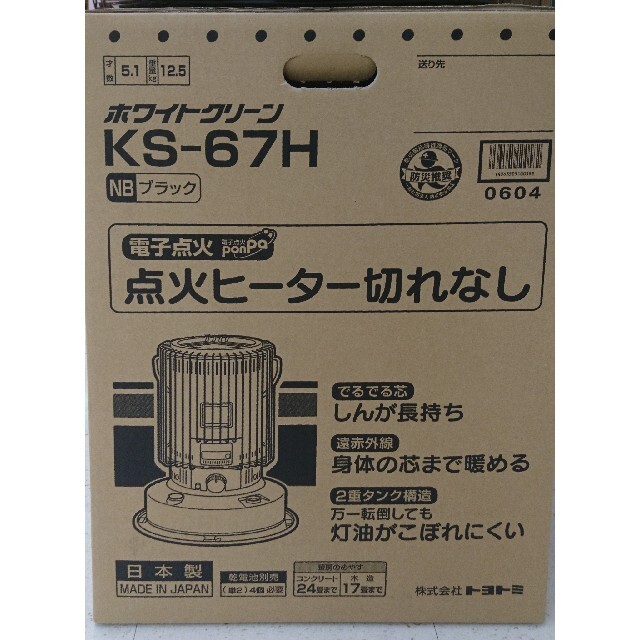 才数 5.1 重量kg 12.5
送り先
ホワイトクリーン
KS-67H
NB ブラック
防災推奨
0604
電子点火 電子点火 PonPa
点火ヒーター切れなし
でるでる芯
しんが長持ち
遠赤外線
身体の芯まで暖める
2重タンク構造
万一転倒しても
灯油がこぼれにくい
日本製
MADE IN JAPAN
乾電池別売
(単2)4個必要
暖房のめやす
コンクリート 24畳まで
木造 17畳まで
株式会社 トヨトミ